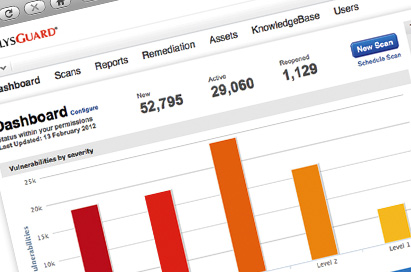 LYSGUARD®
ashboard Scans Reports Remediation Assets KnowledgeBase Users
Dashboard Configure
Status within your permissions
Last Updated: 13 February 2012
New
52,795
Active
29,060
Reopened
1,129
New Scan
Schedule Scan
Vulnerabilities by severity
25k
20k
15k
10k
Vulnerabilities
Level 2
Level 1